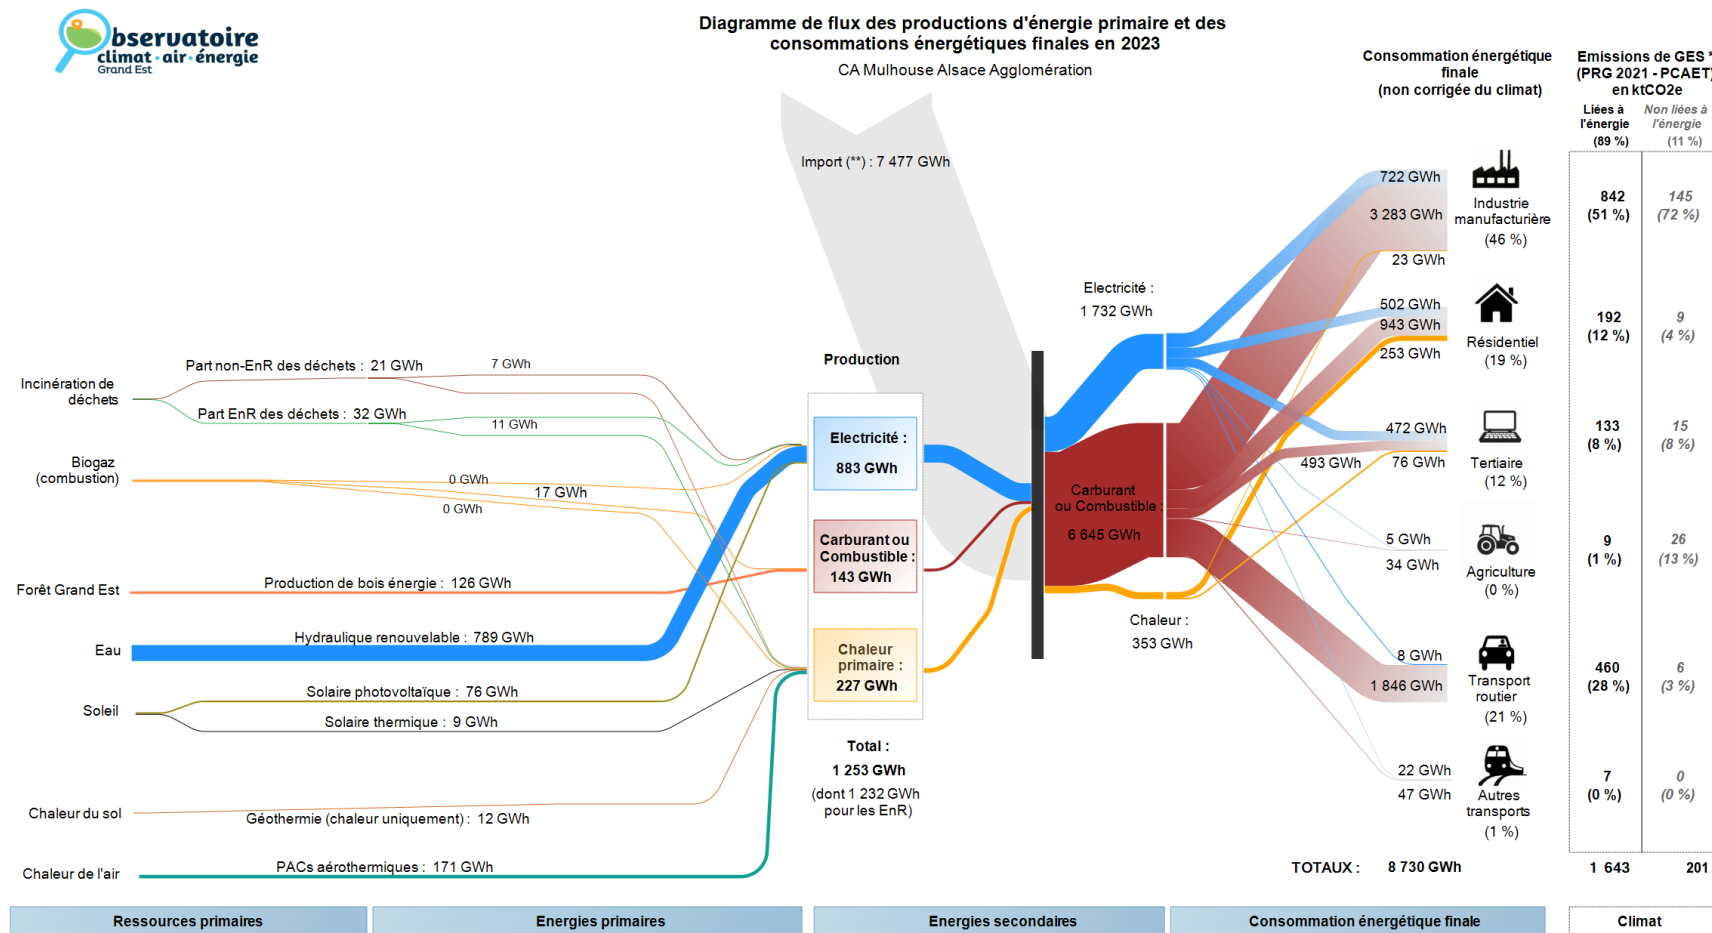 Observatoire
climat · air · énergie
Grand Est
Diagramme de flux des productions d'énergie primaire et des
consommations énergétiques finales en 2023
CA Mulhouse Alsace Agglomération
Consommation énergétique
finale
(non corrigée du climat)
Emissions de GES *
(PRG 2021 - PCAET)
en ktCO2e
Liées à
l'énergie
(89 %)
Non liées à
l'énergie
(11 %)
Import (**) : 7 477 GWh
Incinération de
déchets
Part non-EnR des déchets : 21 GWh
7 GWh
Part EnR des déchets : 32 GWh
11 GWh
Biogaz
(combustion)
0 GWh
17 GWh
0 GWh
Forêt Grand Est
Production de bois énergie : 126 GWh
Eau
Hydraulique renouvelable : 789 GWh
Soleil
Solaire photovoltaïque : 76 GWh
Solaire thermique : 9 GWh
Chaleur du sol
Géothermie (chaleur uniquement) : 12 GWh
Chaleur de l'air
PACs aérothermiques : 171 GWh
Production
Electricité :
883 GWh
Carburant ou
Combustible :
143 GWh
Chaleur
primaire :
227 GWh
Total :
1 253 GWh
(dont 1 232 GWh
pour les EnR)
Electricité :
1 732 GWh
Carburant
ou Combustible :
6 645 GWh
Chaleur :
353 GWh
722 GWh
3 283 GWh
23 GWh
Industrie
manufacturière
(46 %)
842
(51 %)
145
(72 %)
502 GWh
943 GWh
253 GWh
Résidentiel
(19 %)
192
(12 %)
9
(4 %)
472 GWh
493 GWh
76 GWh
Tertiaire
(12 %)
133
(8 %)
15
(8 %)
5 GWh
34 GWh
Agriculture
(0 %)
9
(1 %)
26
(13 %)
8 GWh
1 846 GWh
Transport
routier
(21 %)
460
(28 %)
6
(3 %)
22 GWh
47 GWh
Autres
transports
(1 %)
7
(0 %)
0
(0 %)
TOTAUX : 8 730 GWh
1 643
201
Ressources primaires
Energies primaires
Energies secondaires
Consommation énergétique finale
Climat